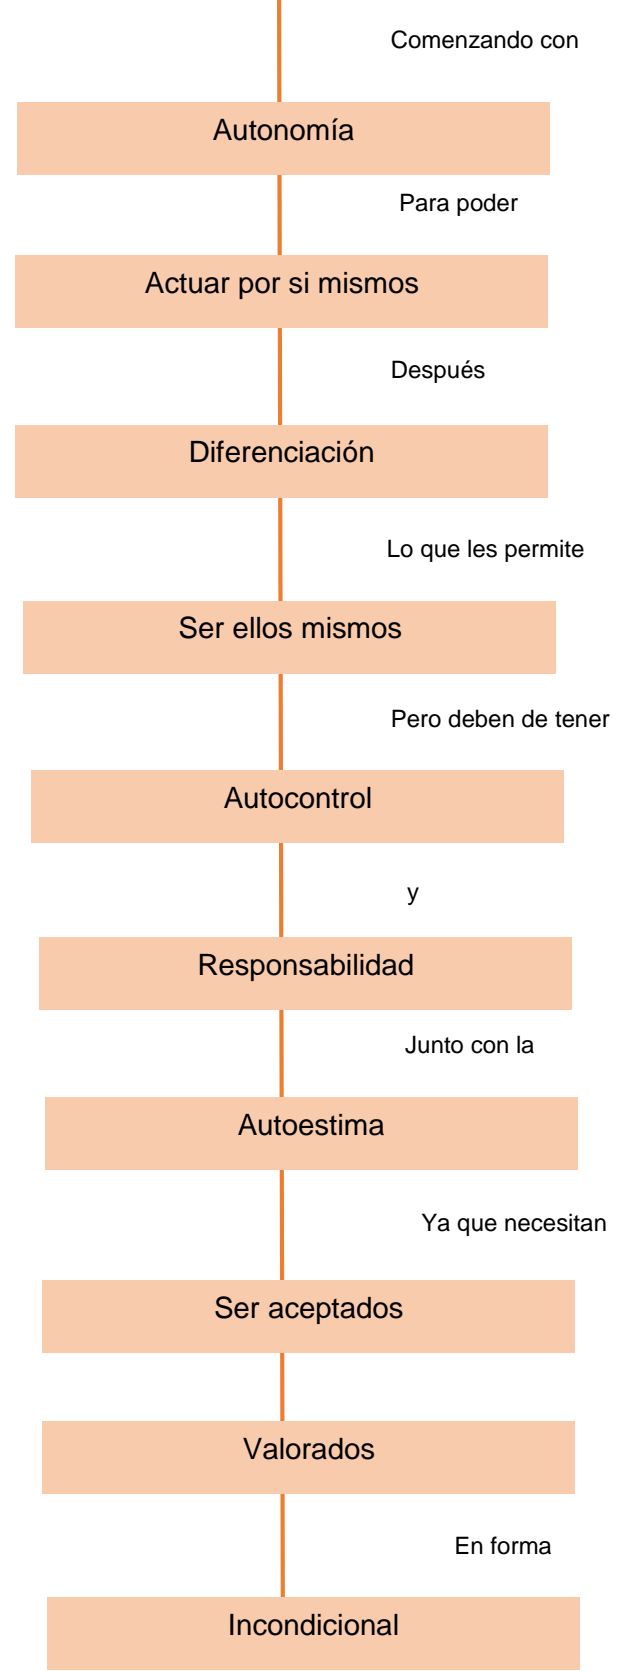 Comenzando con
Autonomía
Para poder
Actuar por si mismos
Después
Diferenciación
Lo que les permite
Ser ellos mismos
Pero deben de tener
Autocontrol
y
Responsabilidad
Junto con la
Autoestima
Ya que necesitan
Ser aceptados
Valorados
En forma
Incondicional